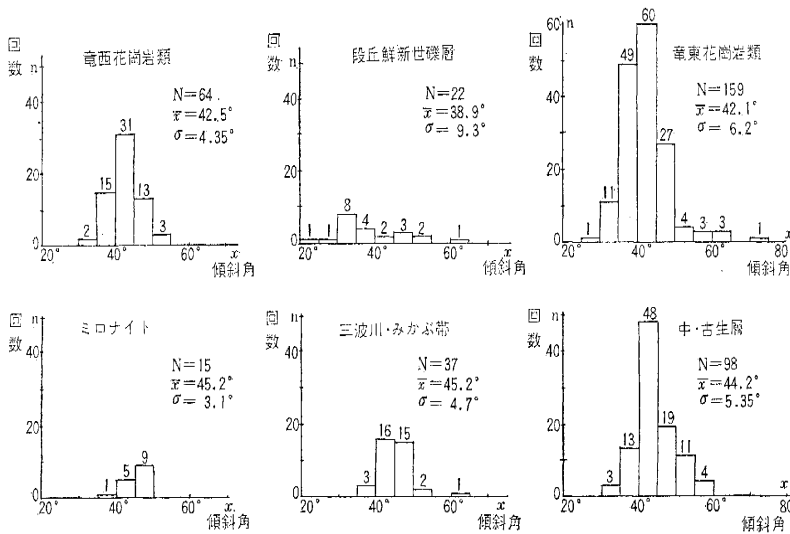 回数 n
竜西花崗岩類
N=64
x̄=42.5°
σ=4.35°
40
20
0
2
15
31
13
3
20°
40°
60°
x
傾斜角
回数 n
段丘鮮新世礫層
N=22
x̄=38.9°
σ= 9.3°
40
20
0
1
1
8
4
2
3
2
1
20°
40°
60°
x
傾斜角
回数 n
竜東花崗岩類
N=159
x̄=42.1°
σ= 6.2°
60
40
20
0
1
11
49
60
27
4
3
3
1
20°
40°
60°
80
x
傾斜角
回数 n
ミロナイト
N=15
x̄=45.2°
σ= 3.1°
40
20
0
1
5
9
20°
40°
60°
x
傾斜角
回数 n
三波川・みかぶ帯
N=37
x̄=45.2°
σ= 4.7°
40
20
0
3
16
15
2
1
20°
40°
60°
x
傾斜角
回数 n
中・古生層
N=98
x̄=44.2°
σ=5.35°
40
20
0
3
13
48
19
11
4
20°
40°
60°
80
x
傾斜角